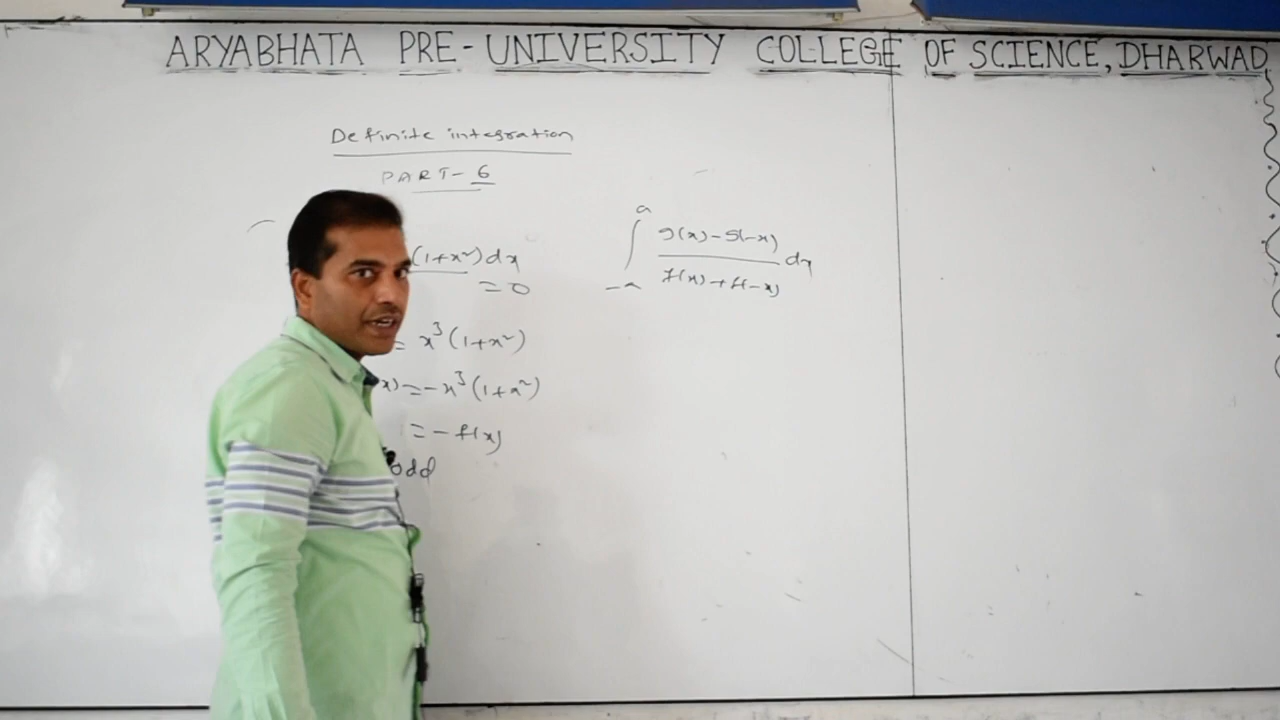 ARYABHATA PRE-UNIVERSITY COLLEGE OF SCIENCE, DHARWAD
Definite integration
PART-6
(1+x²)dx
=0
= x³(1+x²)
x)=-x³(1+x²)
=-f(x)
odd
∫ a -a g(x)-g(-x) / f(x)+f(-x) dx